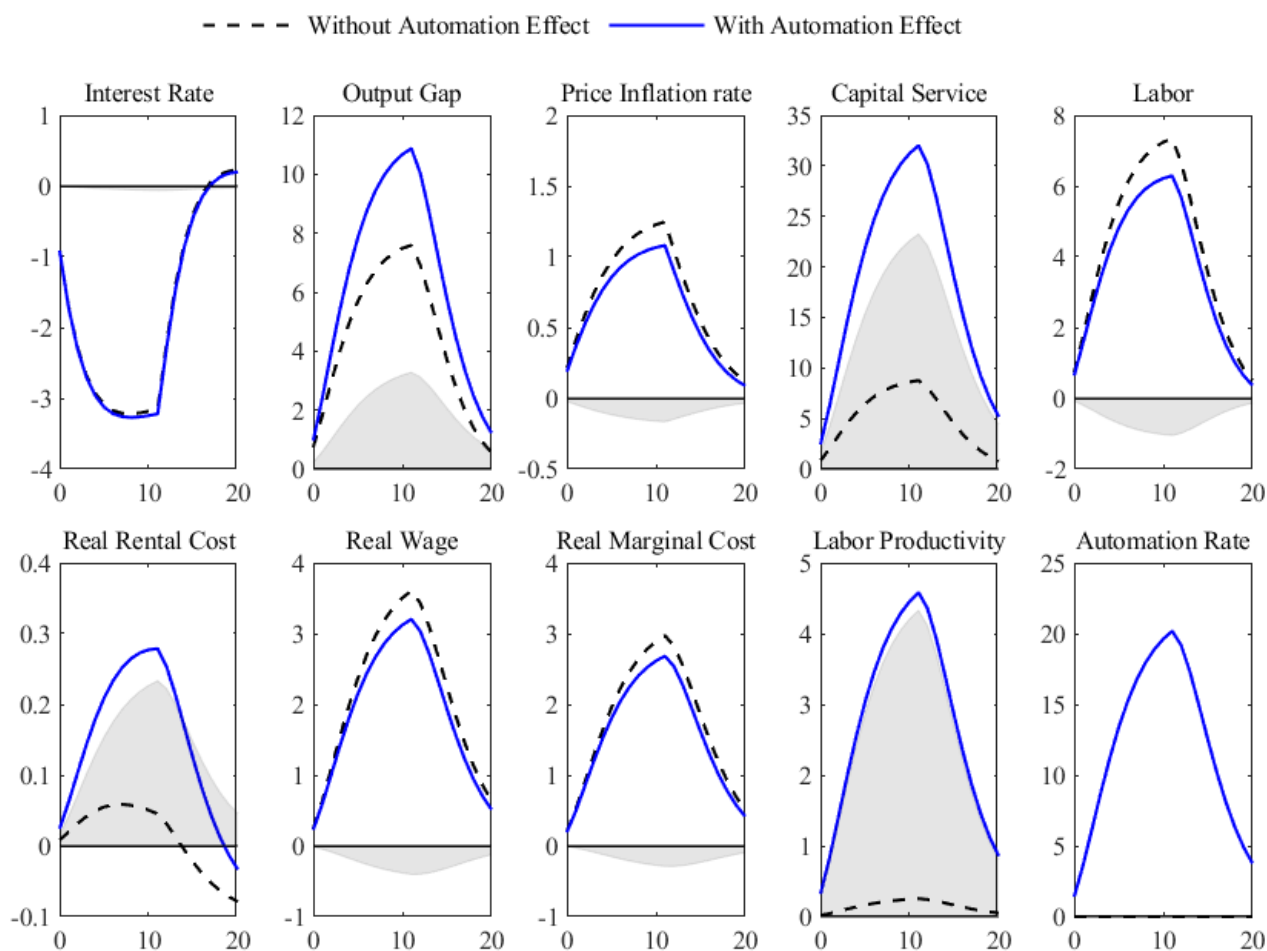 Without Automation Effect With Automation Effect
Interest Rate Output Gap Price Inflation rate Capital Service Labor
1 12 2 35 8
30
10
0 1.5 6
25
8
-1 1 20 4
6
15
-2 0.5 2
4
10
-3 0 0
2 5
-4 0 -0.5 0 -2
0 10 20 0 10 20 0 10 20 0 10 20 0 10 20
Real Rental Cost Real Wage Real Marginal Cost Labor Productivity Automation Rate
0.4 4 4 5 25
0.3 3 3 4 20
0.2 2 2 3 15
0.1 1 1 2 10
0 0 0 1 5
-0.1 -1 -1 0 0
0 10 20 0 10 20 0 10 20 0 10 20 0 10 20